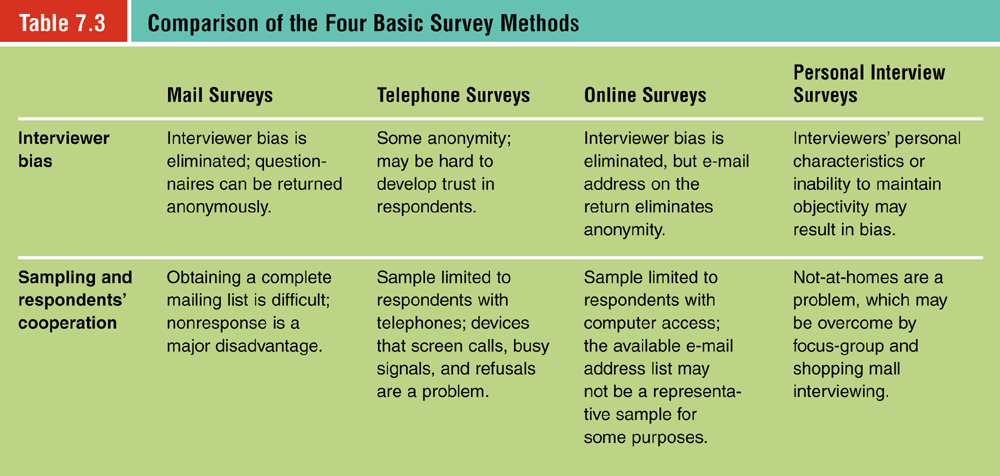 Table 7.3
Comparison of the Four Basic Survey Methods
Mail Surveys
Telephone Surveys
Online Surveys
Personal Interview
Surveys
Interviewer
bias
Interviewer bias is
eliminated; question-
naires can be returned
anonymously.
Some anonymity;
may be hard to
develop trust in
respondents.
Interviewer bias is
eliminated, but e-mail
address on the
return eliminates
anonymity.
Interviewers' personal
characteristics or
inability to maintain
objectivity may
result in bias.
Sampling and
respondents'
cooperation
Obtaining a complete
mailing list is difficult;
nonresponse is a
major disadvantage.
Sample limited to
respondents with
telephones; devices
that screen calls, busy
signals, and refusals
are a problem.
Sample limited to
respondents with
computer access;
the available e-mail
address list may
not be a representa-
tive sample for
some purposes.
Not-at-homes are a
problem, which may
be overcome by
focus-group and
shopping mall
interviewing.